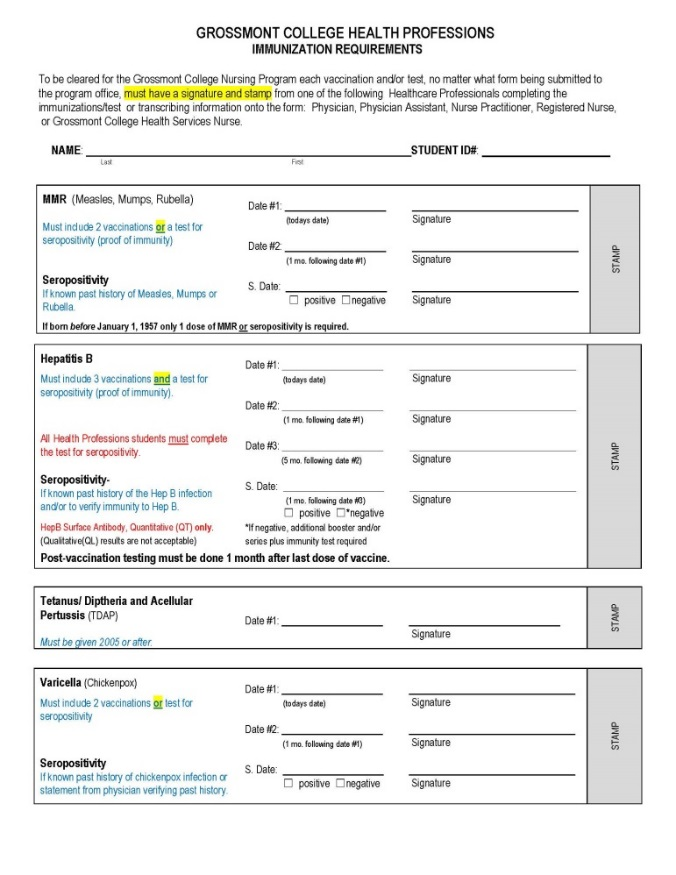 GROSSMONT COLLEGE HEALTH PROFESSIONS
IMMUNIZATION REQUIREMENTS
To be cleared for the Grossmont College Nursing Program each vaccination and/or test, no matter what form being submitted to
the program office, must have a signature and stamp from one of the following Healthcare Professionals completing the
immunizations/test or transcribing information onto the form: Physician, Physician Assistant, Nurse Practitioner, Registered Nurse,
or Grossmont College Health Services Nurse.
NAME: STUDENT ID#:
Last First
MMR (Measles, Mumps, Rubella)
Must include 2 vaccinations or a test for
seropositivity (proof of immunity)
Seropositivity
If known past history of Measles, Mumps or
Rubella.
If born before January 1, 1957 only 1 dose of MMR or seropositivity is required.
Date #1:
(todays date)
Date #2:
(1 mo. following date #1)
S. Date:
☐ positive ☐negative
Signature
Signature
Signature
STAMP
Hepatitis B
Must include 3 vaccinations and a test for
seropositivity (proof of immunity).
All Health Professions students must complete
the test for seropositivity.
Seropositivity-
If known past history of the Hep B infection
and/or to verify immunity to Hep B.
HepB Surface Antibody, Quantitative (QT) only.
(Qualitative(QL) results are not acceptable)
Post-vaccination testing must be done 1 month after last dose of vaccine.
Date #1:
(todays date)
Date #2:
(1 mo. following date #1)
Date #3:
(5 mo. following date #2)
S. Date:
(1 mo. following date #3)
☐ positive ☐*negative
*If negative, additional booster and/or
series plus immunity test required
Signature
Signature
Signature
Signature
STAMP
Tetanus/ Diptheria and Acellular
Pertussis (TDAP)
Must be given 2005 or after.
Date #1:
Signature
STAMP
Varicella (Chickenpox)
Must include 2 vaccinations or test for
seropositivity
Seropositivity
If known past history of chickenpox infection or
statement from physician verifying past history.
Date #1:
(todays date)
Date #2:
(1 mo. following date #1)
S. Date:
☐ positive ☐negative
Signature
Signature
Signature
STAMP